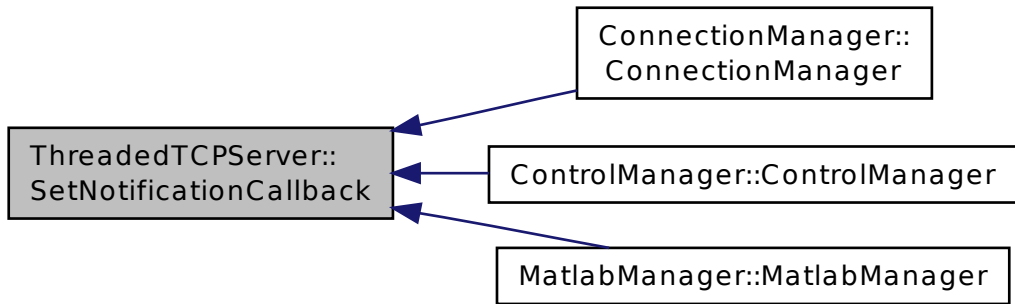 ThreadedTCPServer::
SetNotificationCallback
ConnectionManager::
ConnectionManager
ControlManager::ControlManager
MatlabManager::MatlabManager